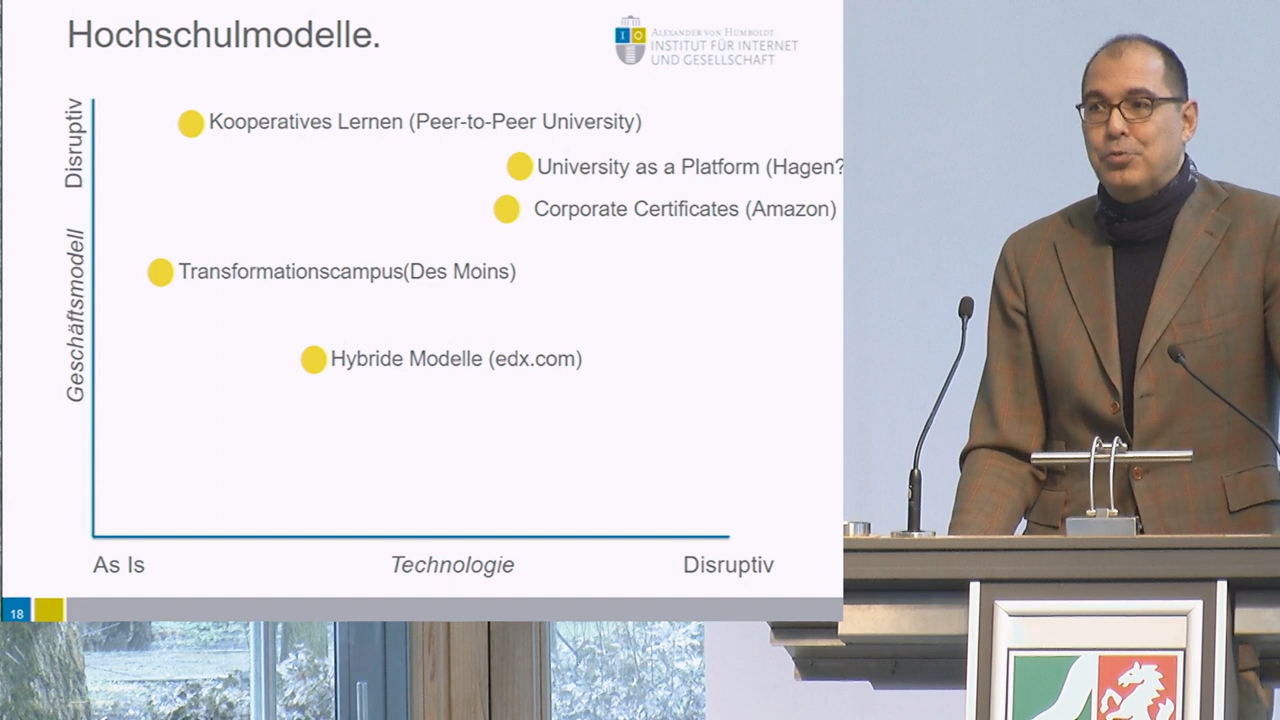 Hochschulmodelle.
ALEXANDER VON HUMBOLDT
INSTITUT FÜR INTERNET
UND GESELLSCHAFT
I O
Disruptiv
Kooperatives Lernen (Peer-to-Peer University)
University as a Platform (Hagen?
Corporate Certificates (Amazon)
Geschäftsmodell
Transformationscampus(Des Moins)
Hybride Modelle (edx.com)
As Is
Technologie
Disruptiv
18